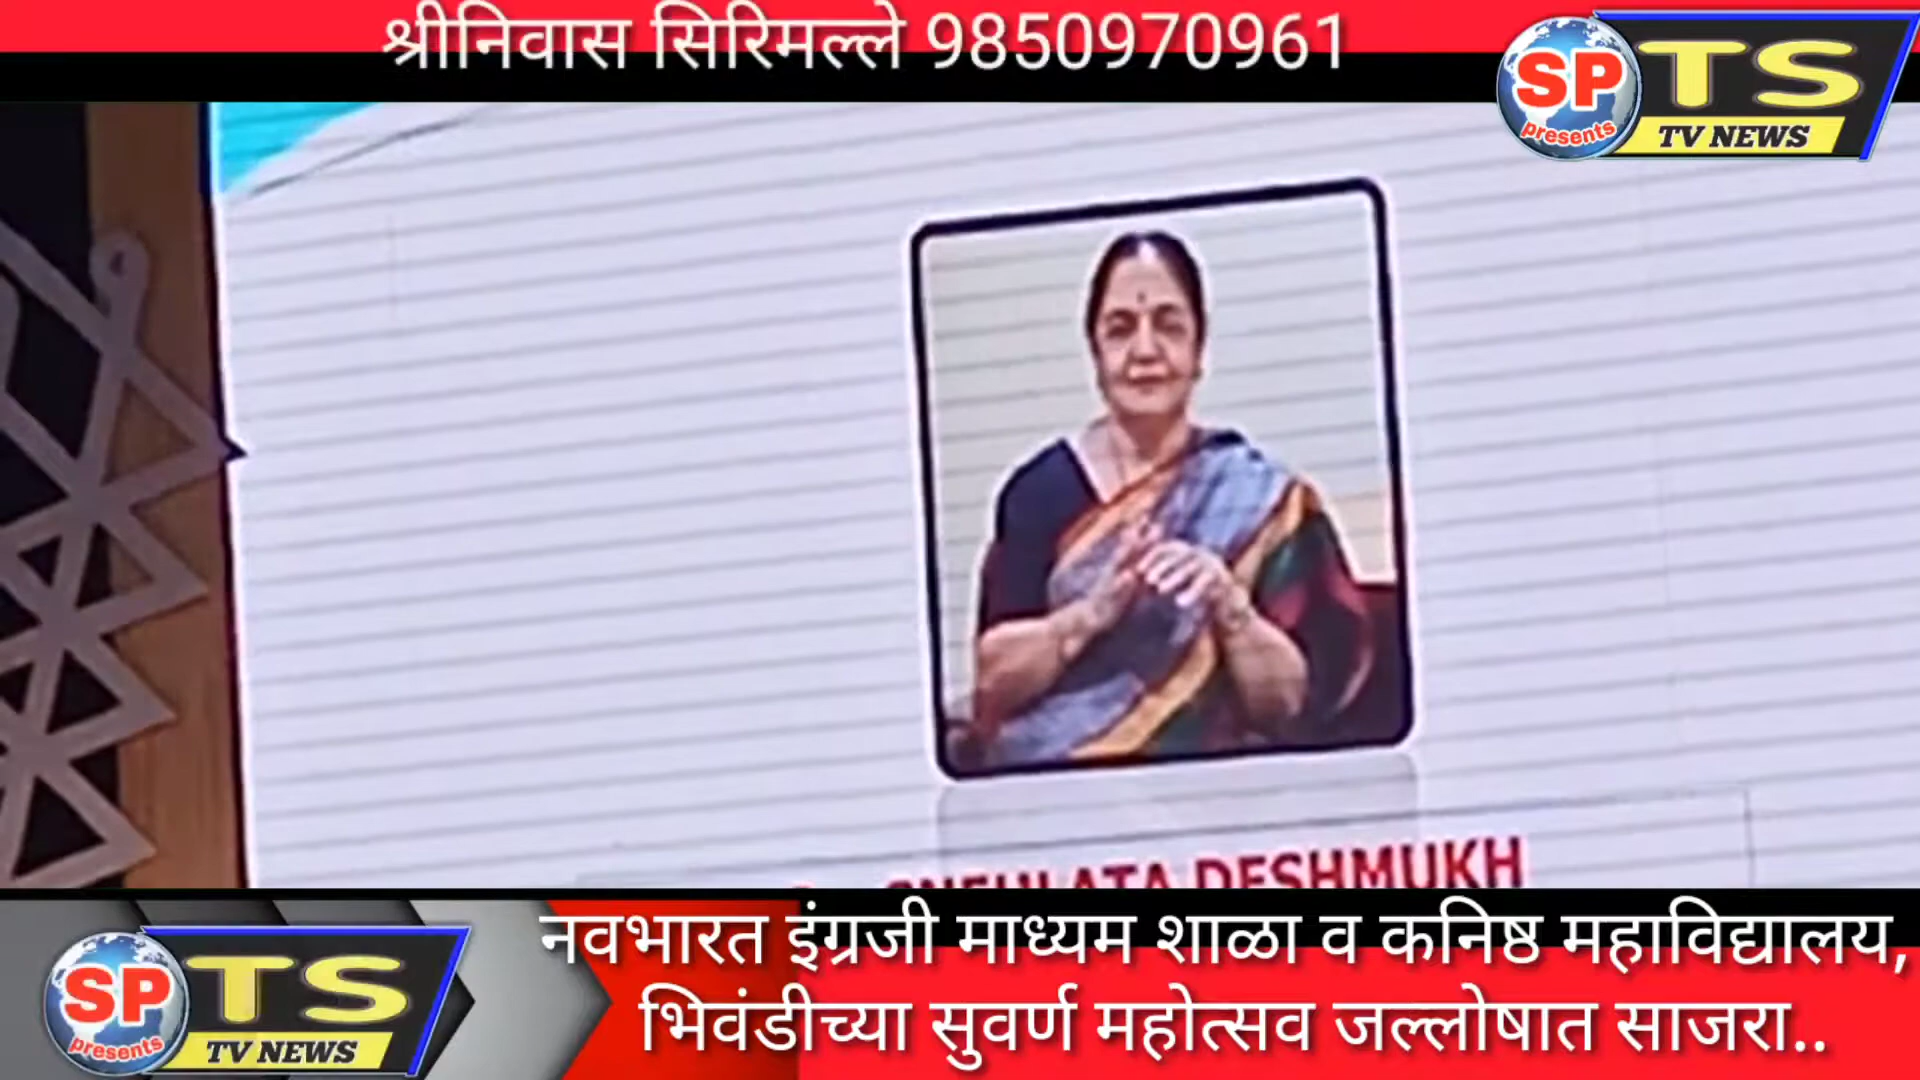 श्रीनिवास सिरिमल्ले 9850970961
SP TS
presents TV NEWS
SNEHLATA DESHMUKH
नवभारत इंग्रजी माध्यम शाळा व कनिष्ठ महाविद्यालय,
भिवंडीच्या सुवर्ण महोत्सव जल्लोषात साजरा..
SP TS
presents TV NEWS